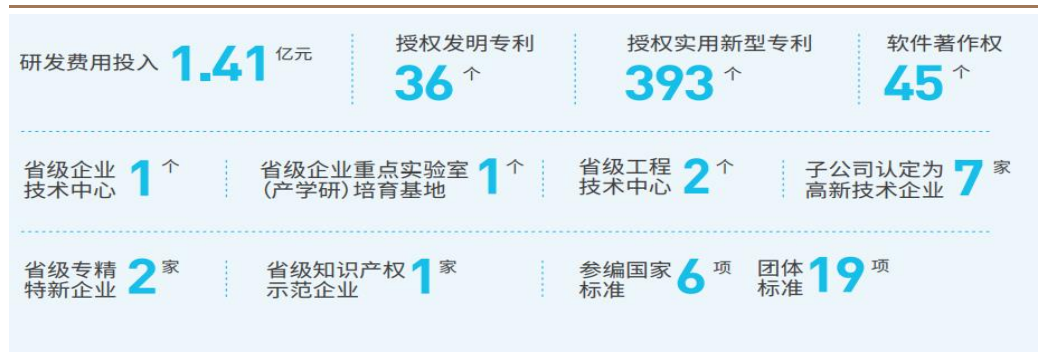 研发费用投入 1.41 亿元
授权发明专利
36 个
授权实用新型专利
393 个
软件著作权
45 个
省级企业
技术中心 1 个
省级企业重点实验室
(产学研)培育基地 1 个
省级工程
技术中心 2 个
子公司认定为
高新技术企业 7 家
省级专精
特新企业 2 家
省级知识产权
示范企业 1 家
参编国家
标准 6 项
团体
标准 19 项